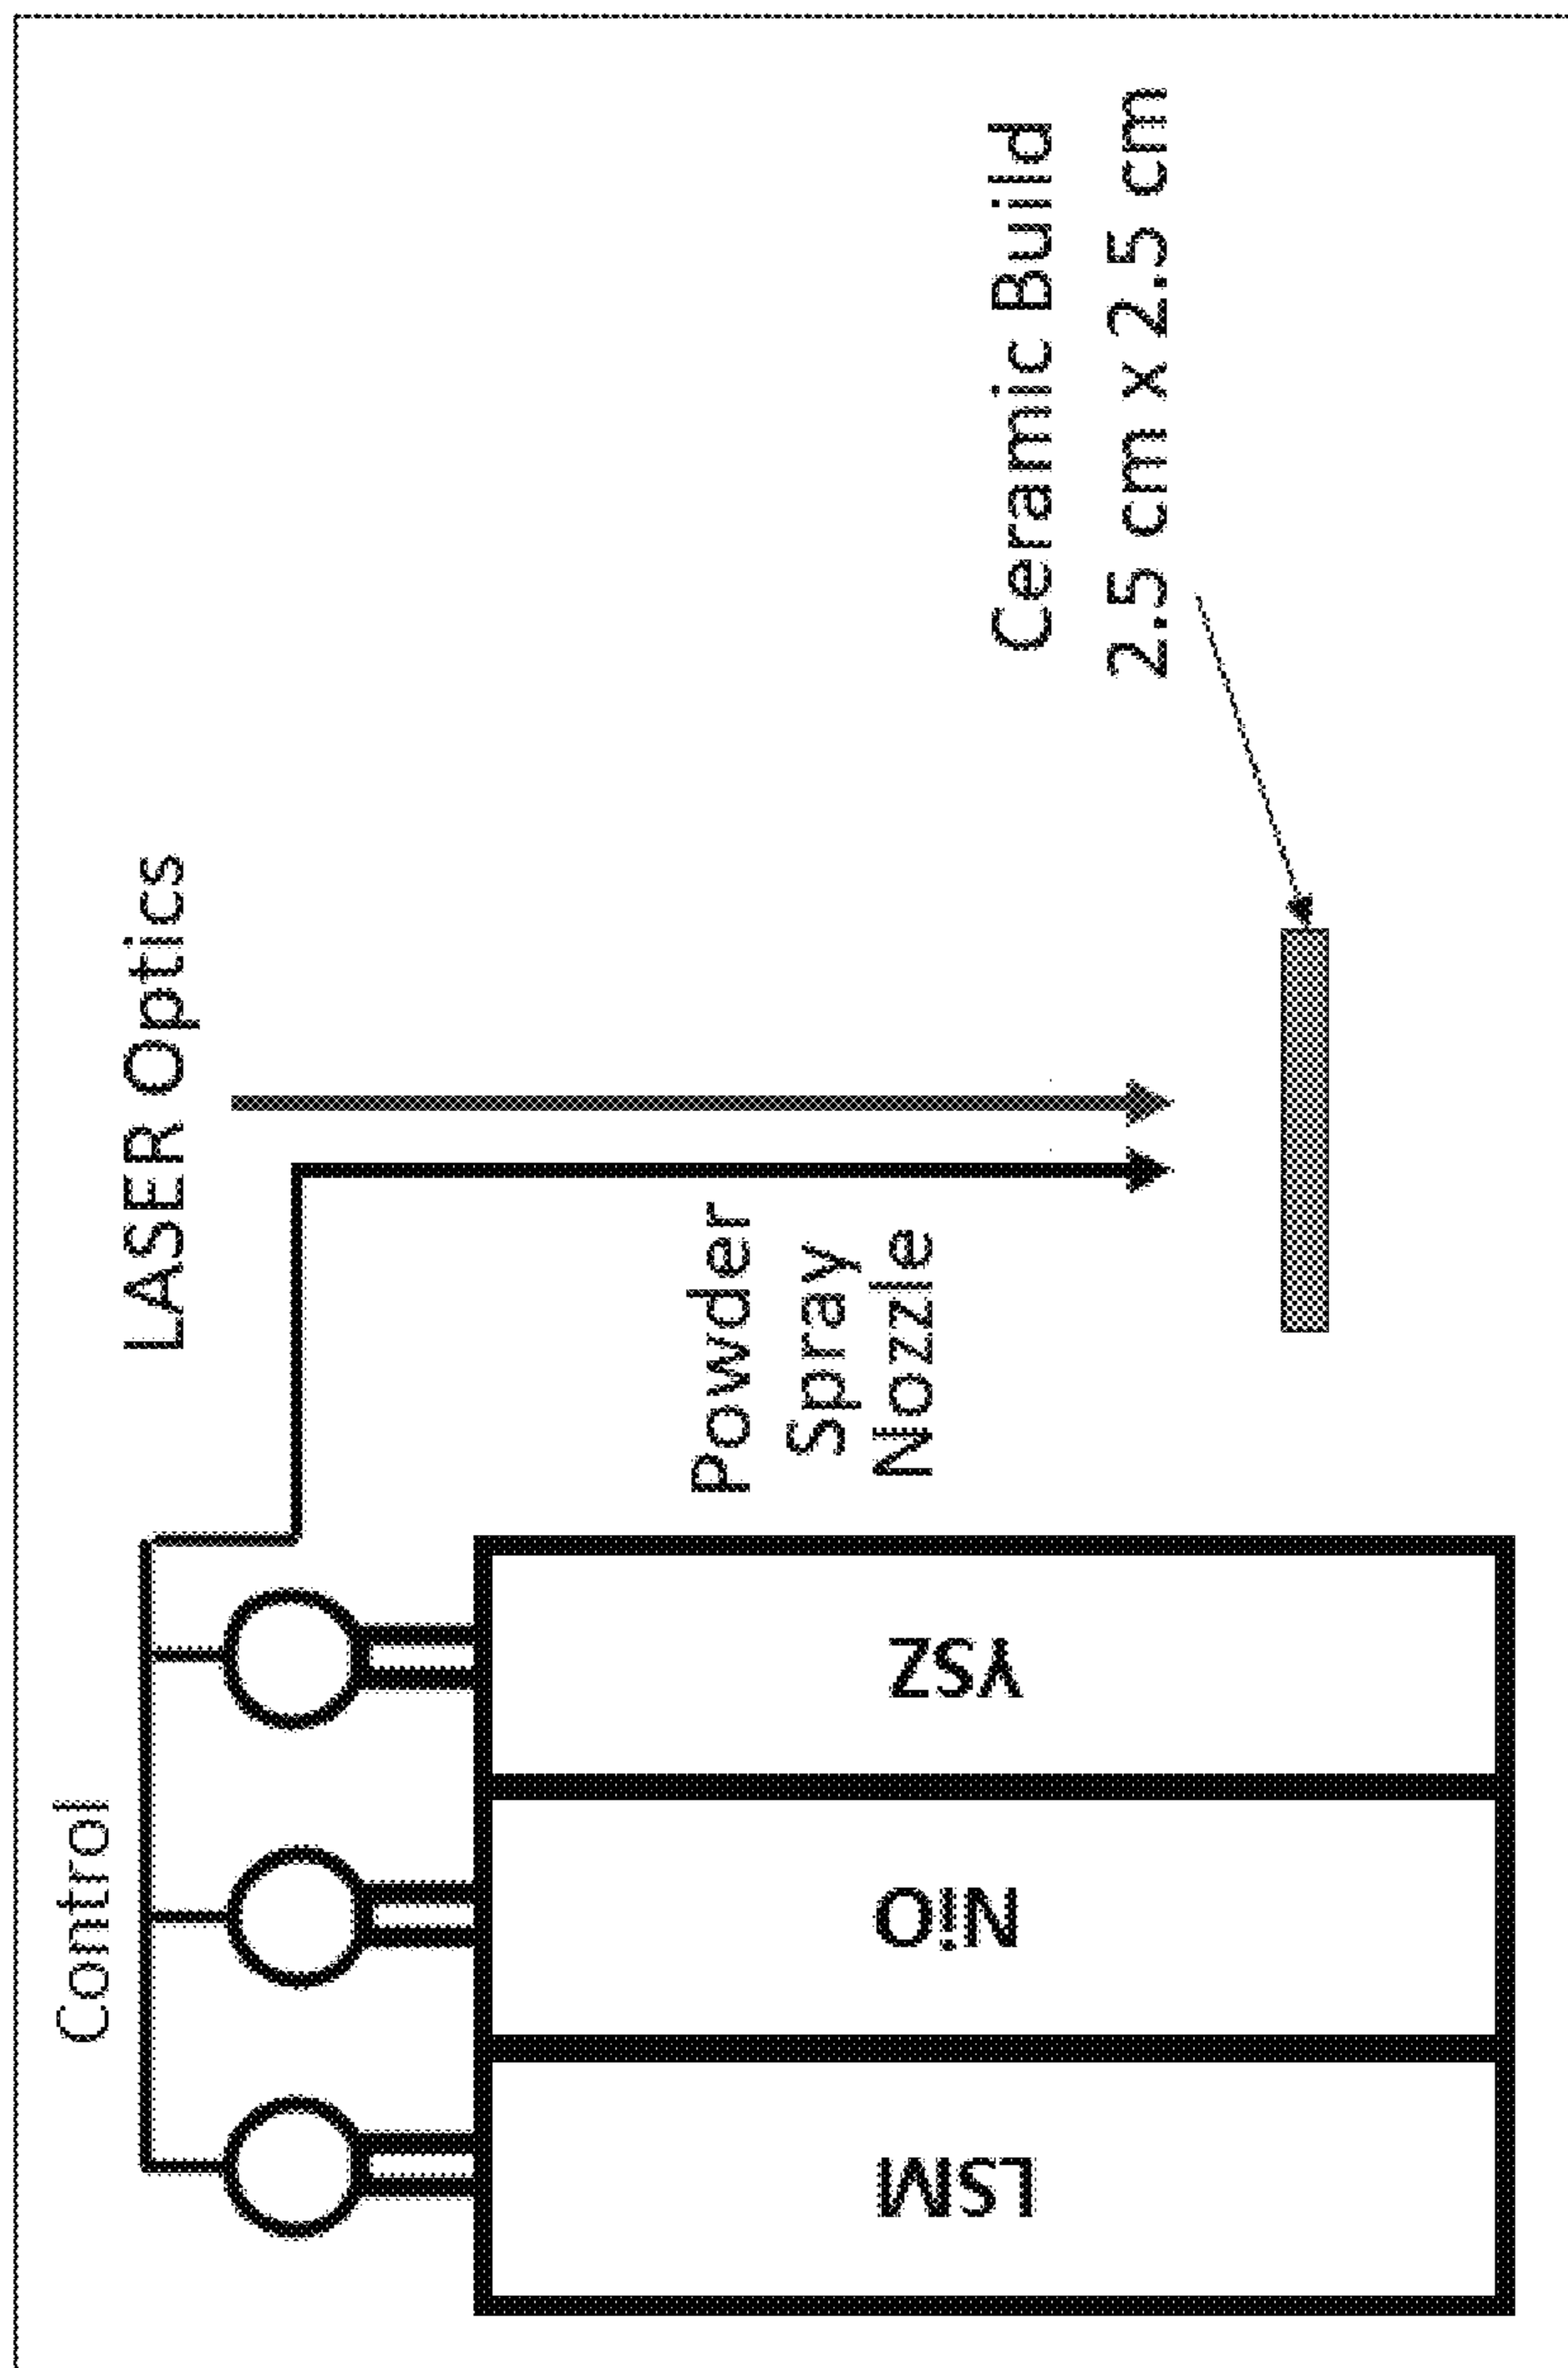 Control
LSM
NiO
YSZ
LASER Optics
Powder
Spray
Nozzle
Ceramic Build
2.5 cm x 2.5 cm